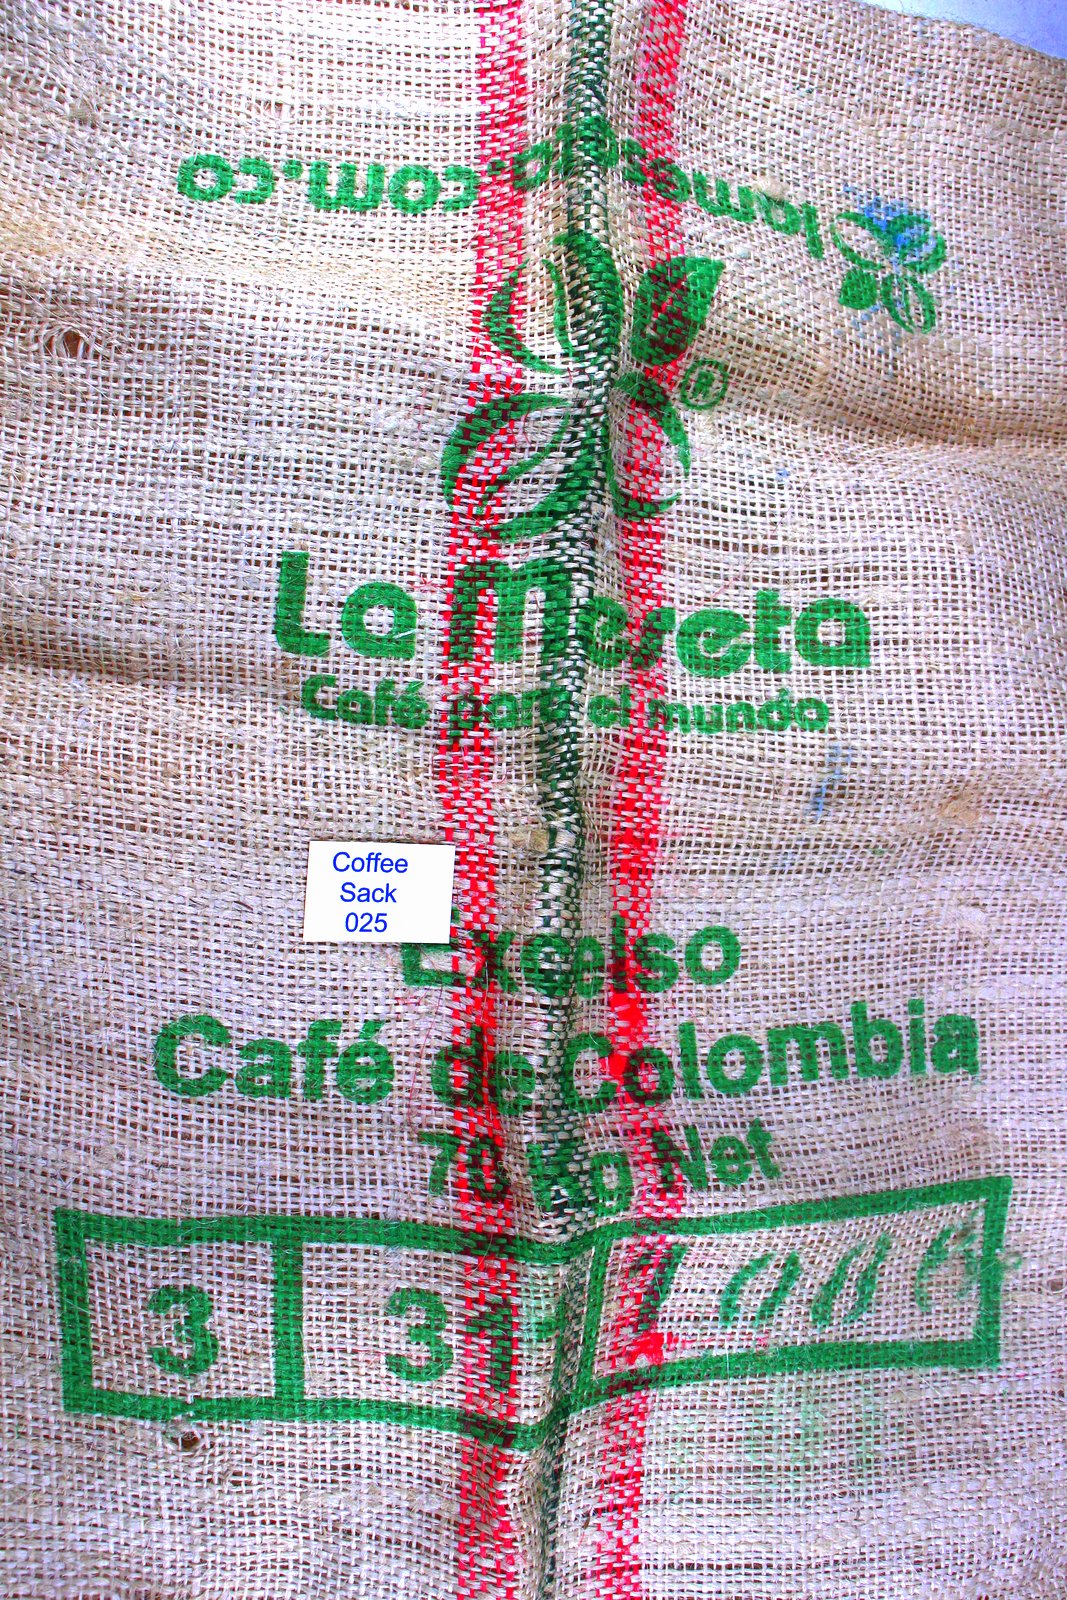 lameseta.com.co
®
La Meseta
Café para el mundo
Coffee
Sack
025
Excelso
Café de Colombia
70 Kg Net
3 31